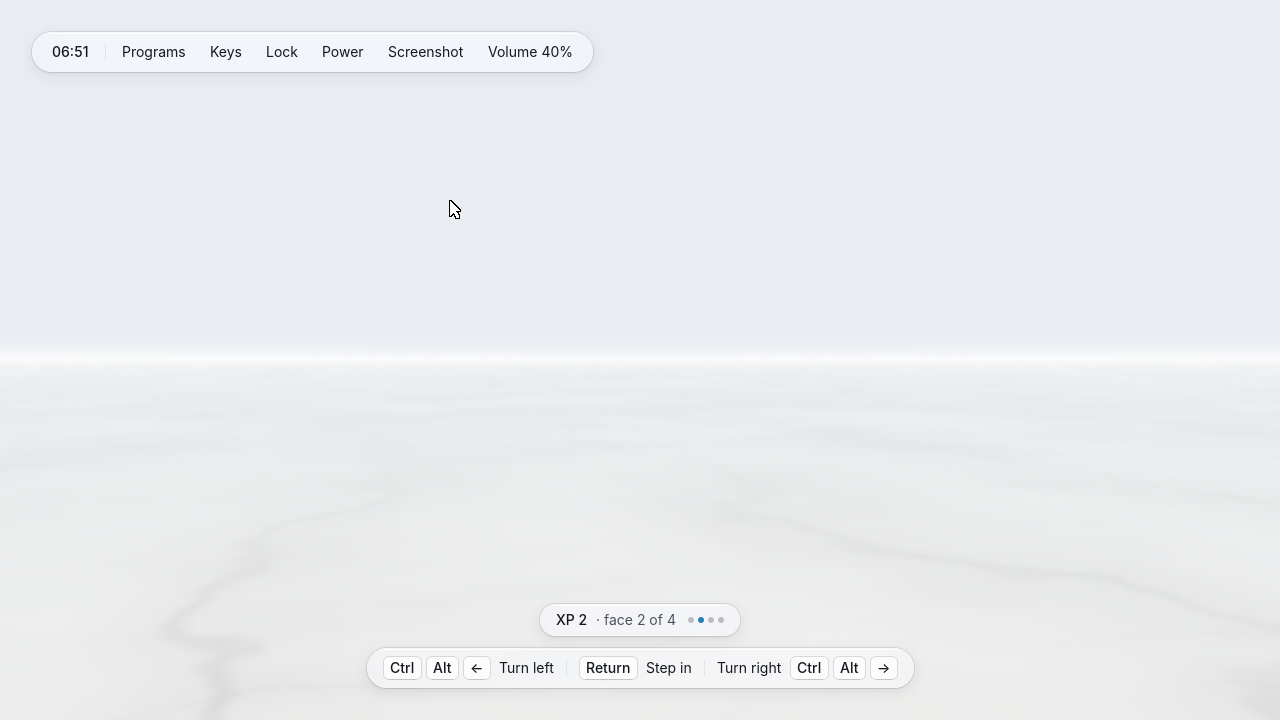 06:51 Programs Keys Lock Power Screenshot Volume 40%
XP 2 · face 2 of 4
Ctrl Alt ← Turn left Return Step in Turn right Ctrl Alt →